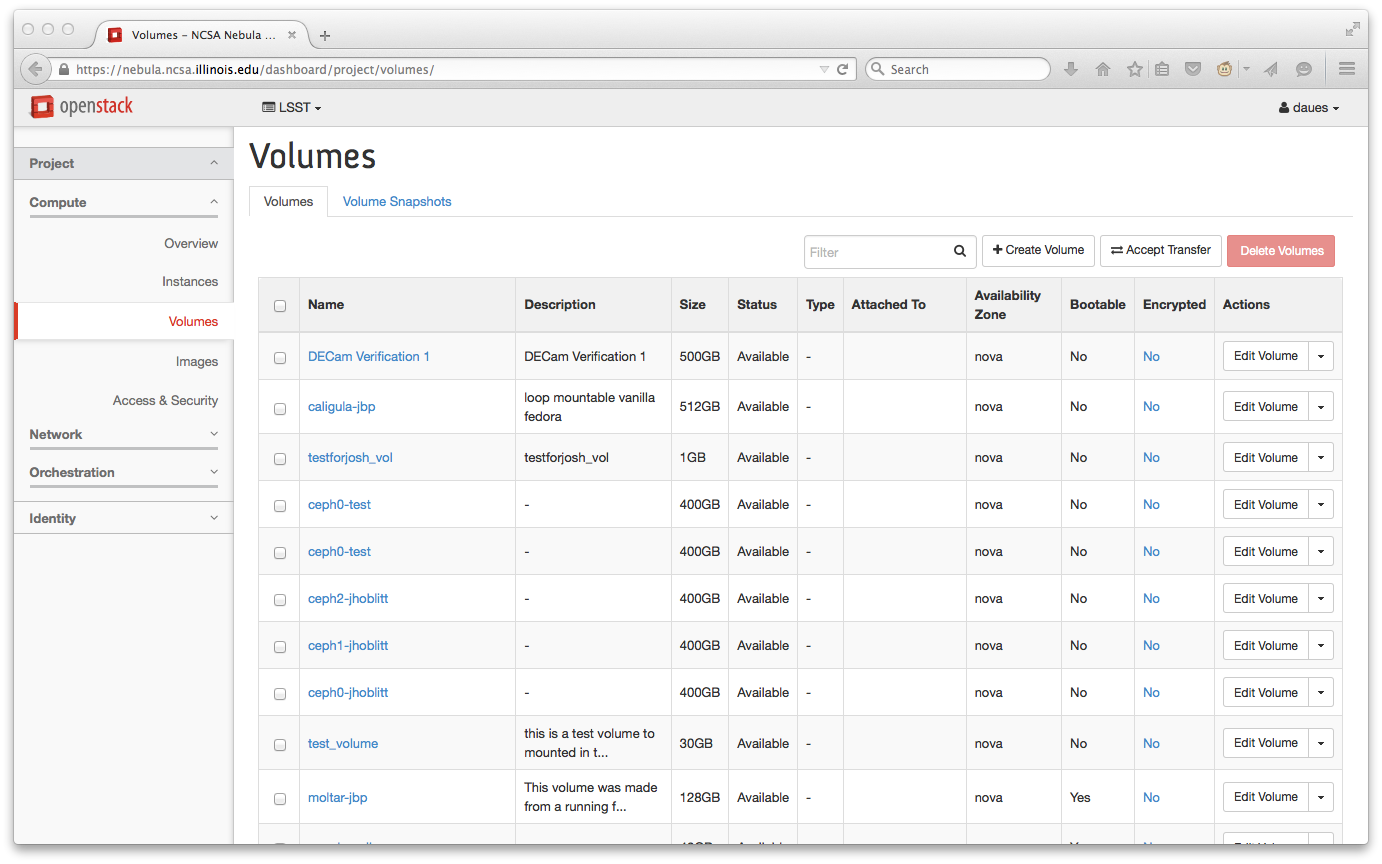 Volumes – NCSA Nebula ...
https://nebula.ncsa.illinois.edu/dashboard/project/volumes/
Search
openstack
LSST
daues
Project
Compute
Overview
Instances
Volumes
Images
Access & Security
Network
Orchestration
Identity
Volumes
Volumes Volume Snapshots
Filter Create Volume Accept Transfer Delete Volumes
Name Description Size Status Type Attached To Availability Zone Bootable Encrypted Actions
DECam Verification 1 DECam Verification 1 500GB Available - nova No No Edit Volume
caligula-jbp loop mountable vanilla fedora 512GB Available - nova No No Edit Volume
testforjosh_vol testforjosh_vol 1GB Available - nova No No Edit Volume
ceph0-test - 400GB Available - nova No No Edit Volume
ceph0-test - 400GB Available - nova No No Edit Volume
ceph2-jhoblitt - 400GB Available - nova No No Edit Volume
ceph1-jhoblitt - 400GB Available - nova No No Edit Volume
ceph0-jhoblitt - 400GB Available - nova No No Edit Volume
test_volume this is a test volume to mounted in t... 30GB Available - nova No No Edit Volume
moltar-jbp This volume was made from a running f... 128GB Available - nova Yes No Edit Volume